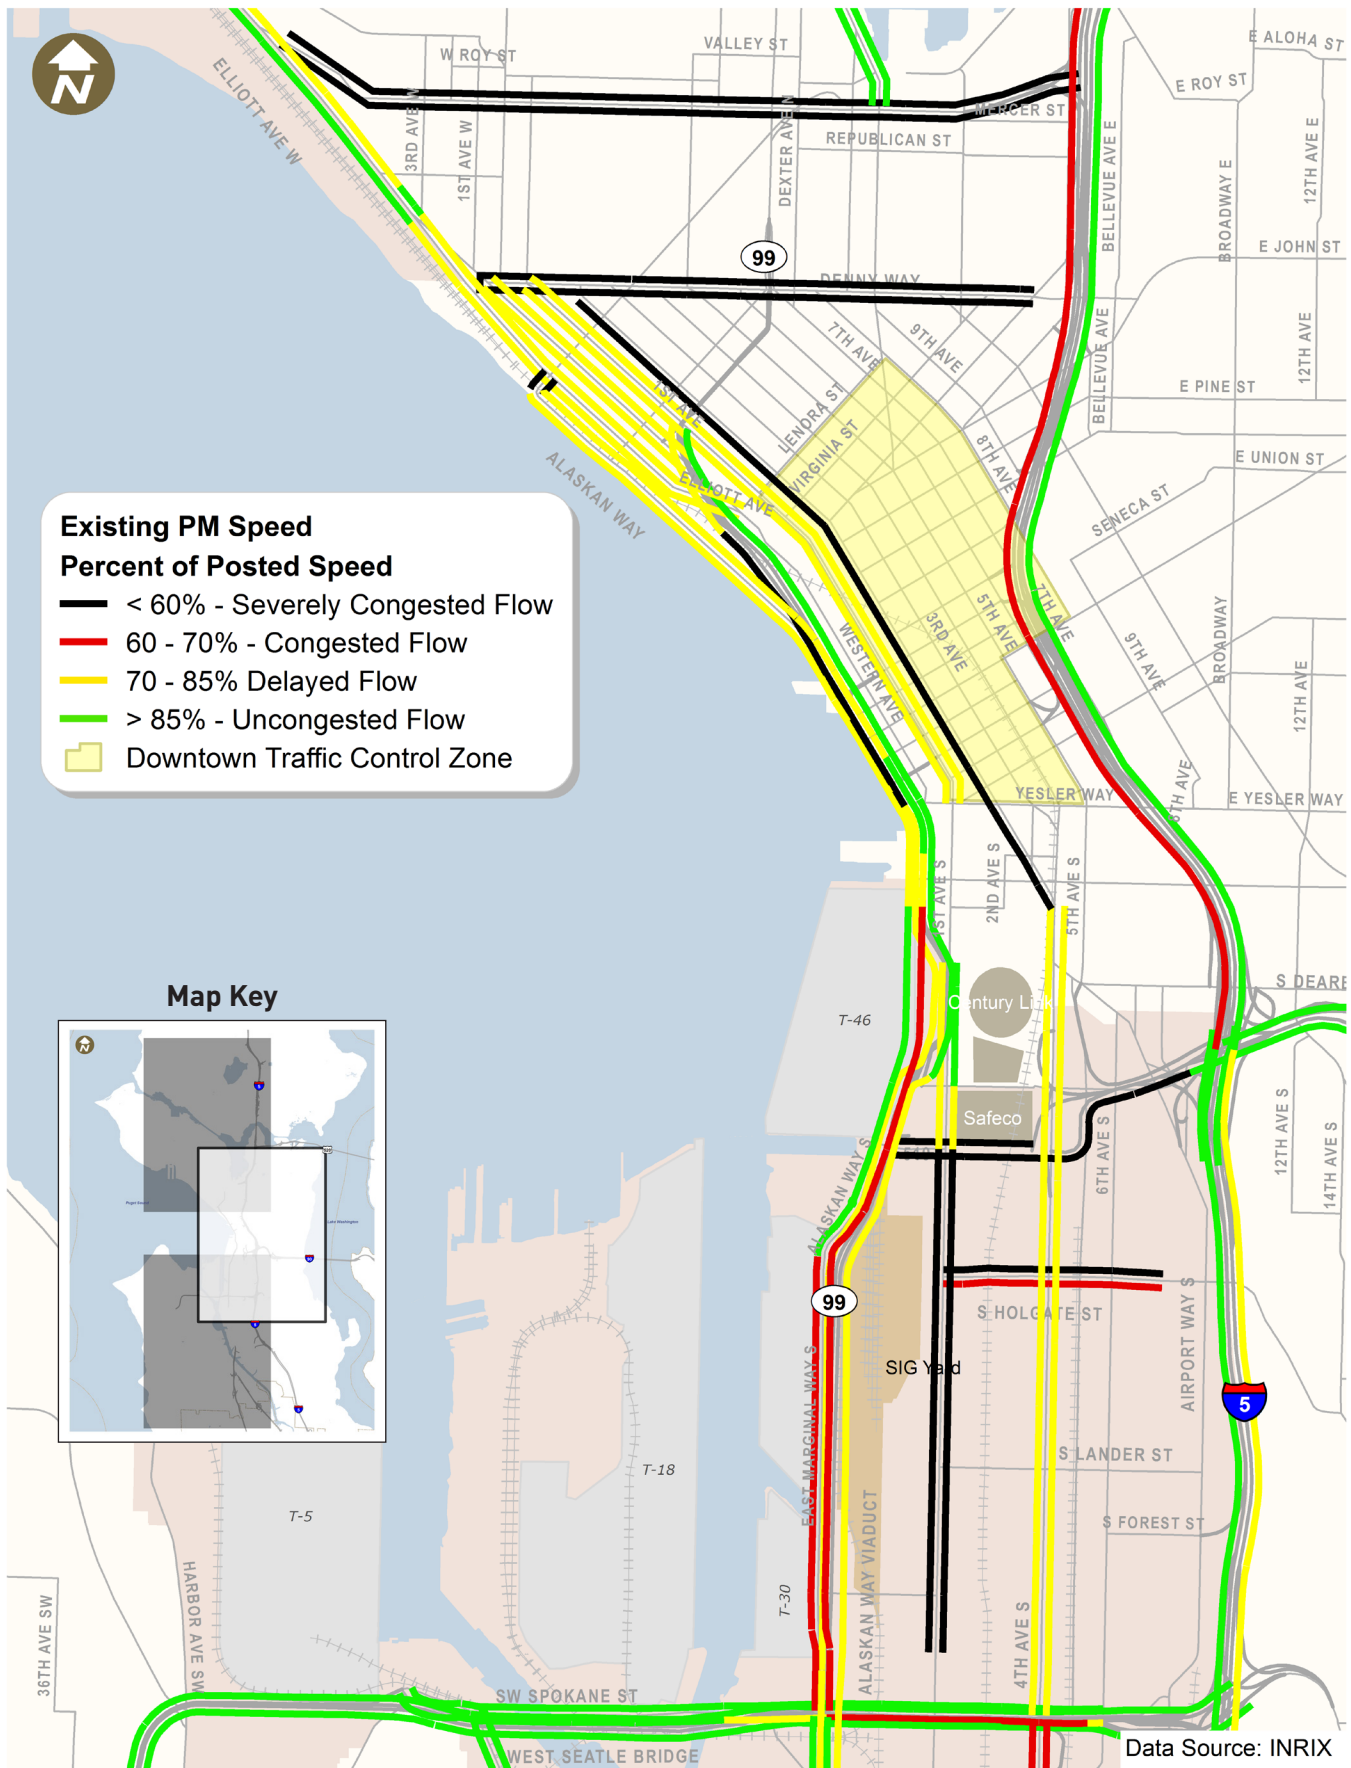 N
W ROY ST
VALLEY ST
E ALOHA ST
E ROY ST
MERCER ST
REPUBLICAN ST
ELLIOTT AVE W
3RD AVE W
1ST AVE W
DEXTER AVE N
BELLEVUE AVE E
BROADWAY E
12TH AVE E
E JOHN ST
99
DENNY WAY
7TH AVE
9TH AVE
BELLEVUE AVE
12TH AVE
E PINE ST
1ST AVE
LENORA ST
VIRGINIA ST
8TH AVE
E UNION ST
SENECA ST
ALASKAN WAY
ELLIOTT AVE
Existing PM Speed
Percent of Posted Speed
< 60% - Severely Congested Flow
60 - 70% - Congested Flow
70 - 85% Delayed Flow
> 85% - Uncongested Flow
Downtown Traffic Control Zone
WESTERN AVE
3RD AVE
5TH AVE
7TH AVE
9TH AVE
BROADWAY
12TH AVE
8TH AVE
YESLER WAY
E YESLER WAY
1ST AVE S
2ND AVE S
5TH AVE S
S DEARB
Map Key
T-46
Century Link
Safeco
ALASKAN WAY S
6TH AVE S
12TH AVE S
14TH AVE S
99
S HOLGATE ST
AIRPORT WAY S
SIG Yard
5
EAST MARGINAL WAY S
S LANDER ST
T-18
T-5
S FOREST ST
ALASKAN WAY VIADUCT
T-30
HARBOR AVE SW
36TH AVE SW
4TH AVE S
SW SPOKANE ST
WEST SEATLE BRIDGE
Data Source: INRIX